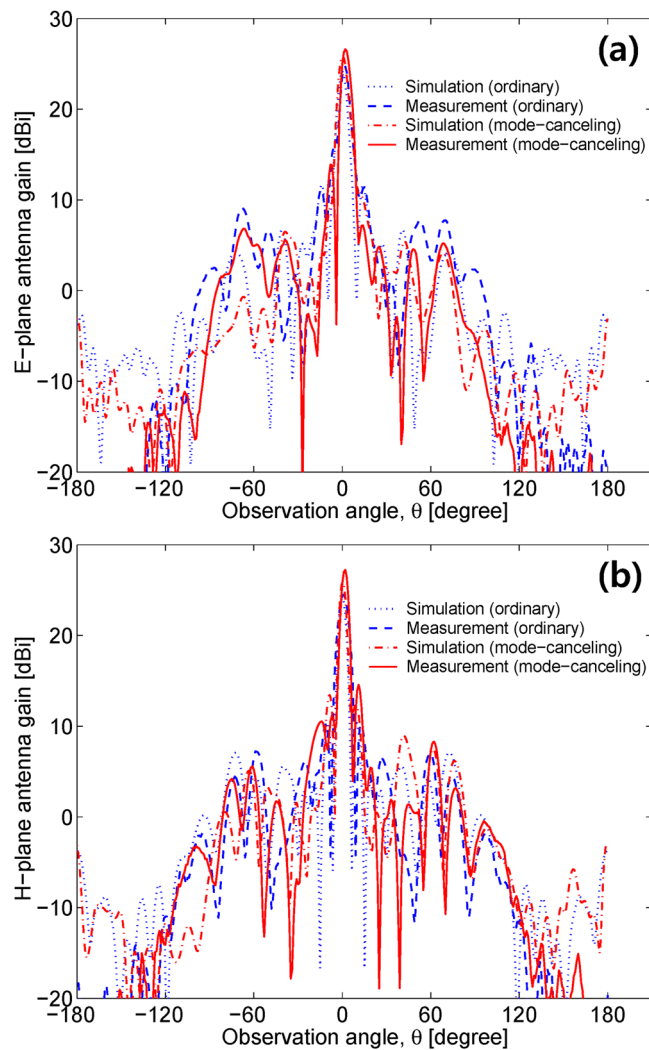 (a)
Simulation (ordinary)
Measurement (ordinary)
Simulation (mode−canceling)
Measurement (mode−canceling)
E−plane antenna gain [dBi]
30
20
10
0
−10
−20
−180 −120 −60 0 60 120 180
Observation angle, θ [degree]
(b)
Simulation (ordinary)
Measurement (ordinary)
Simulation (mode−canceling)
Measurement (mode−canceling)
H−plane antenna gain [dBi]
30
20
10
0
−10
−20
−180 −120 −60 0 60 120 180
Observation angle, θ [degree]